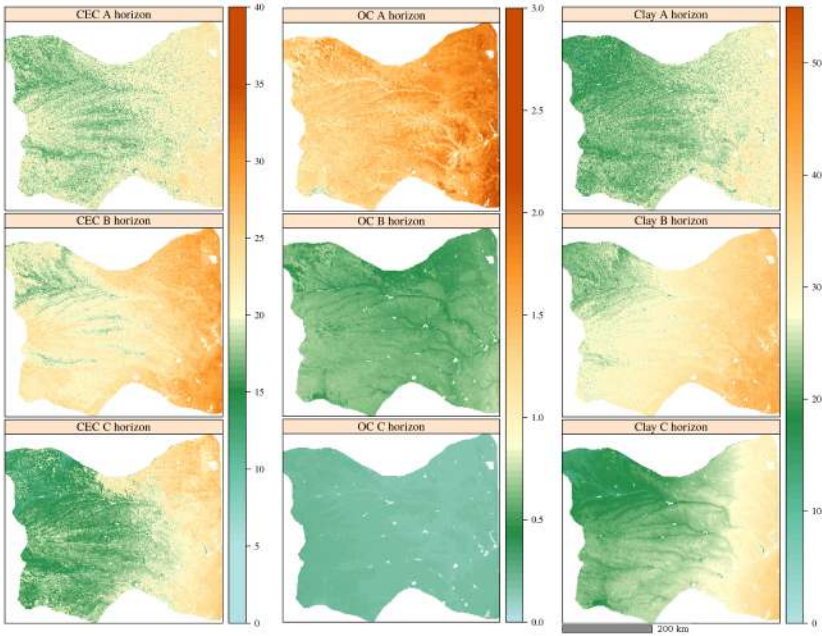 CEC A horizon
OC A horizon
Clay A horizon
40
35
30
25
20
15
10
5
0
3.0
2.5
2.0
1.5
1.0
0.5
0.0
50
40
30
20
10
0
CEC B horizon
OC B horizon
Clay B horizon
CEC C horizon
OC C horizon
Clay C horizon
200 km